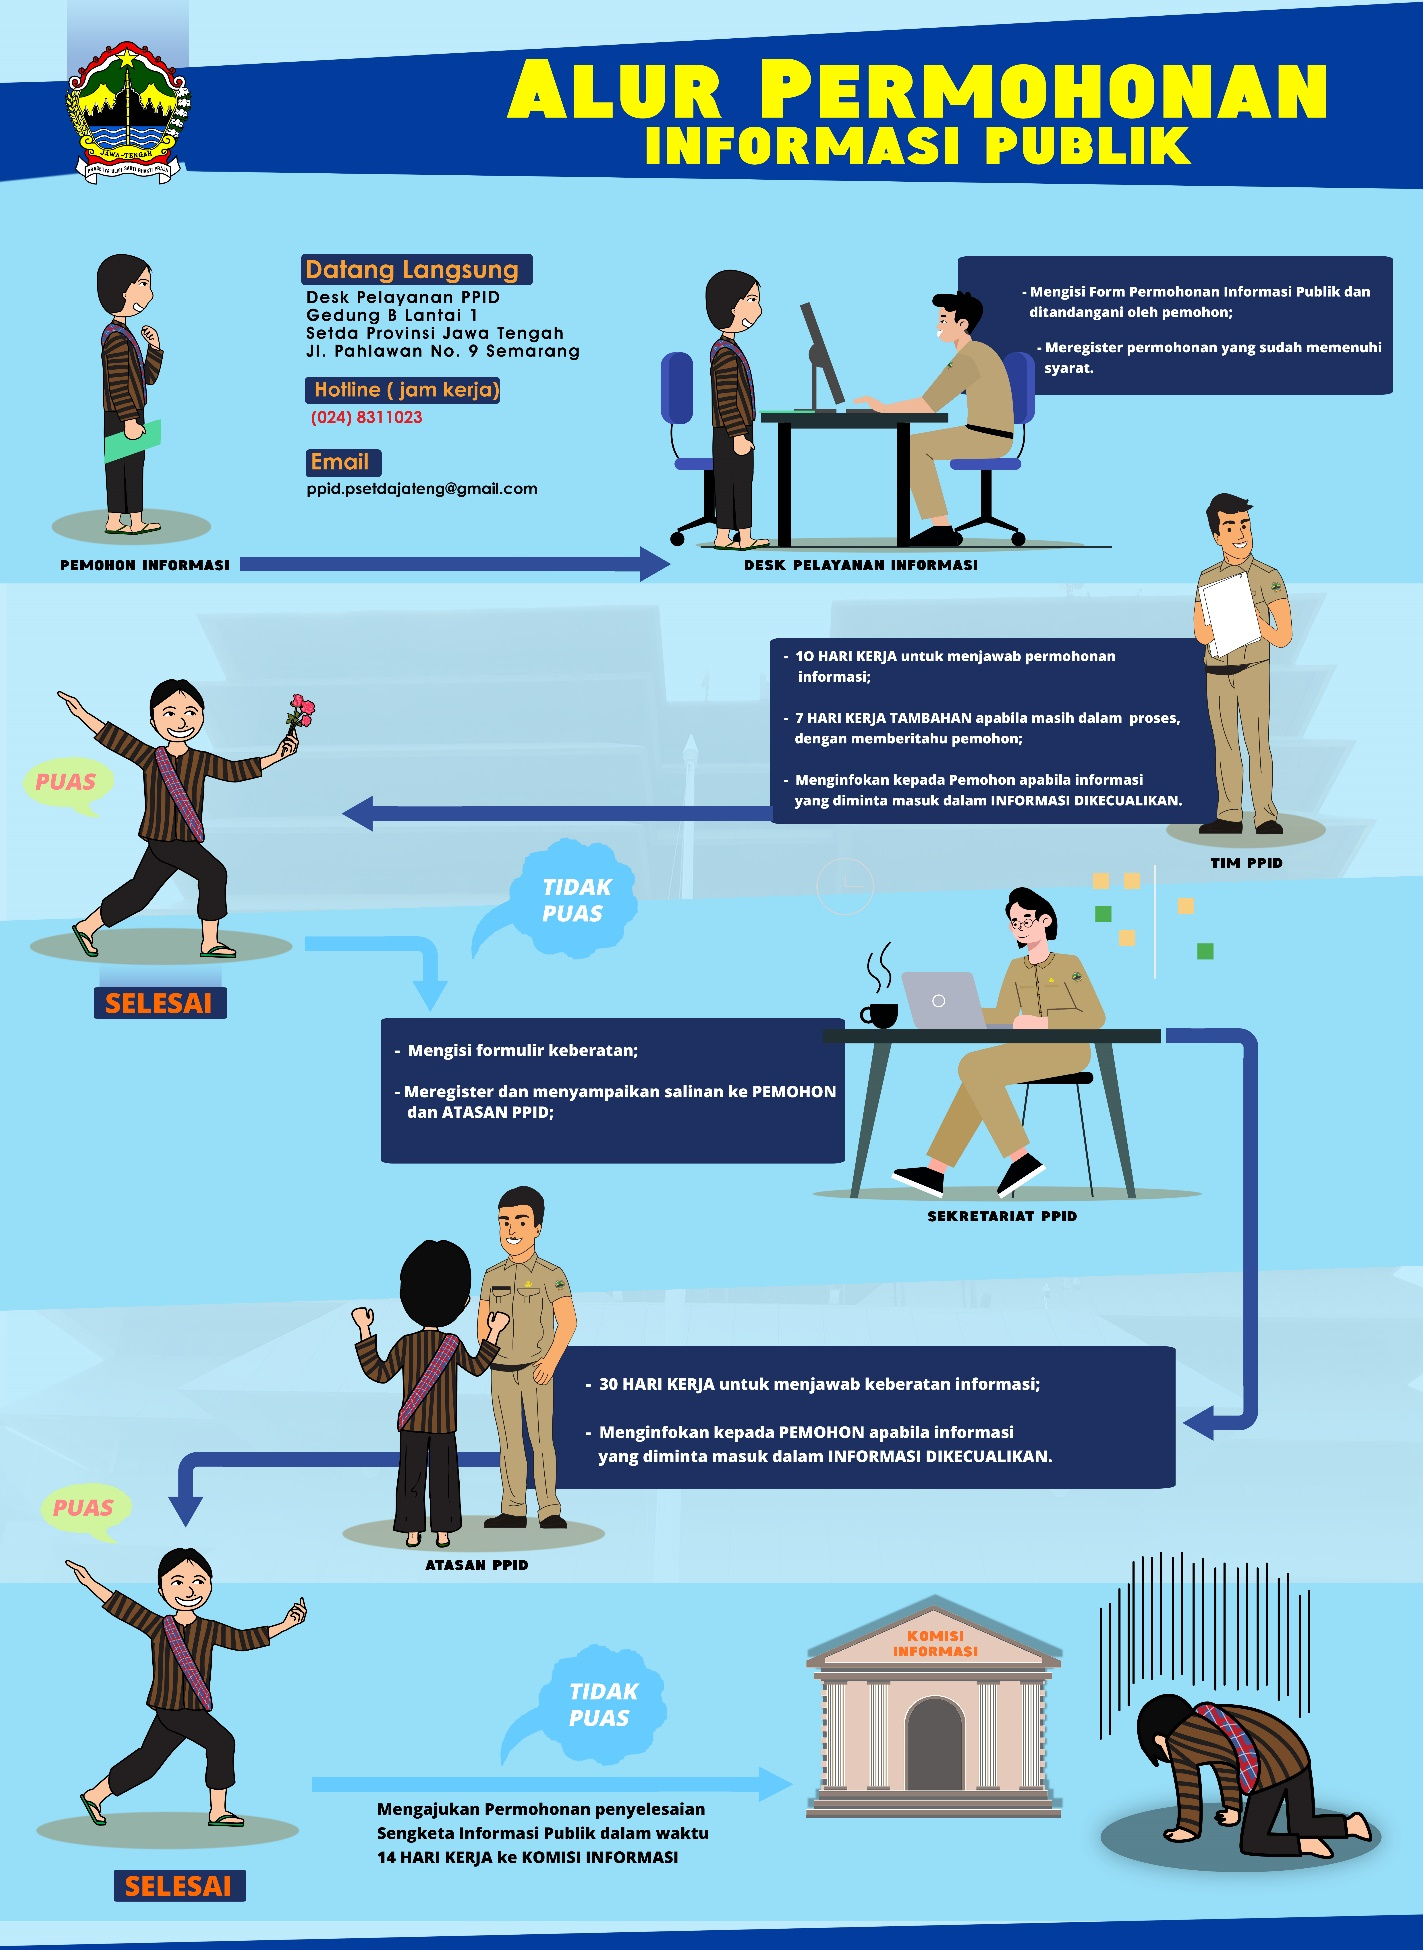 ALUR PERMOHONAN
INFORMASI PUBLIK
JAWA-TENGAH
Datang Langsung
Desk Pelayanan PPID
Gedung B Lantai 1
Setda Provinsi Jawa Tengah
Jl. Pahlawan No. 9 Semarang
Hotline ( jam kerja)
(024) 8311023
Email
ppid.psetdajateng@gmail.com
- Mengisi Form Permohonan Informasi Publik dan
ditandangani oleh pemohon;
- Meregister permohonan yang sudah memenuhi
syarat.
PEMOHON INFORMASI
DESK PELAYANAN INFORMASI
- 1O HARI KERJA untuk menjawab permohonan
informasi;
- 7 HARI KERJA TAMBAHAN apabila masih dalam proses,
dengan memberitahu pemohon;
- Menginfokan kepada Pemohon apabila informasi
yang diminta masuk dalam INFORMASI DIKECUALIKAN.
TIM PPID
PUAS
SELESAI
TIDAK
PUAS
- Mengisi formulir keberatan;
- Meregister dan menyampaikan salinan ke PEMOHON
dan ATASAN PPID;
SEKRETARIAT PPID
- 30 HARI KERJA untuk menjawab keberatan informasi;
- Menginfokan kepada PEMOHON apabila informasi
yang diminta masuk dalam INFORMASI DIKECUALIKAN.
ATASAN PPID
PUAS
SELESAI
TIDAK
PUAS
Mengajukan Permohonan penyelesaian
Sengketa Informasi Publik dalam waktu
14 HARI KERJA ke KOMISI INFORMASI
KOMISI
INFORMASI